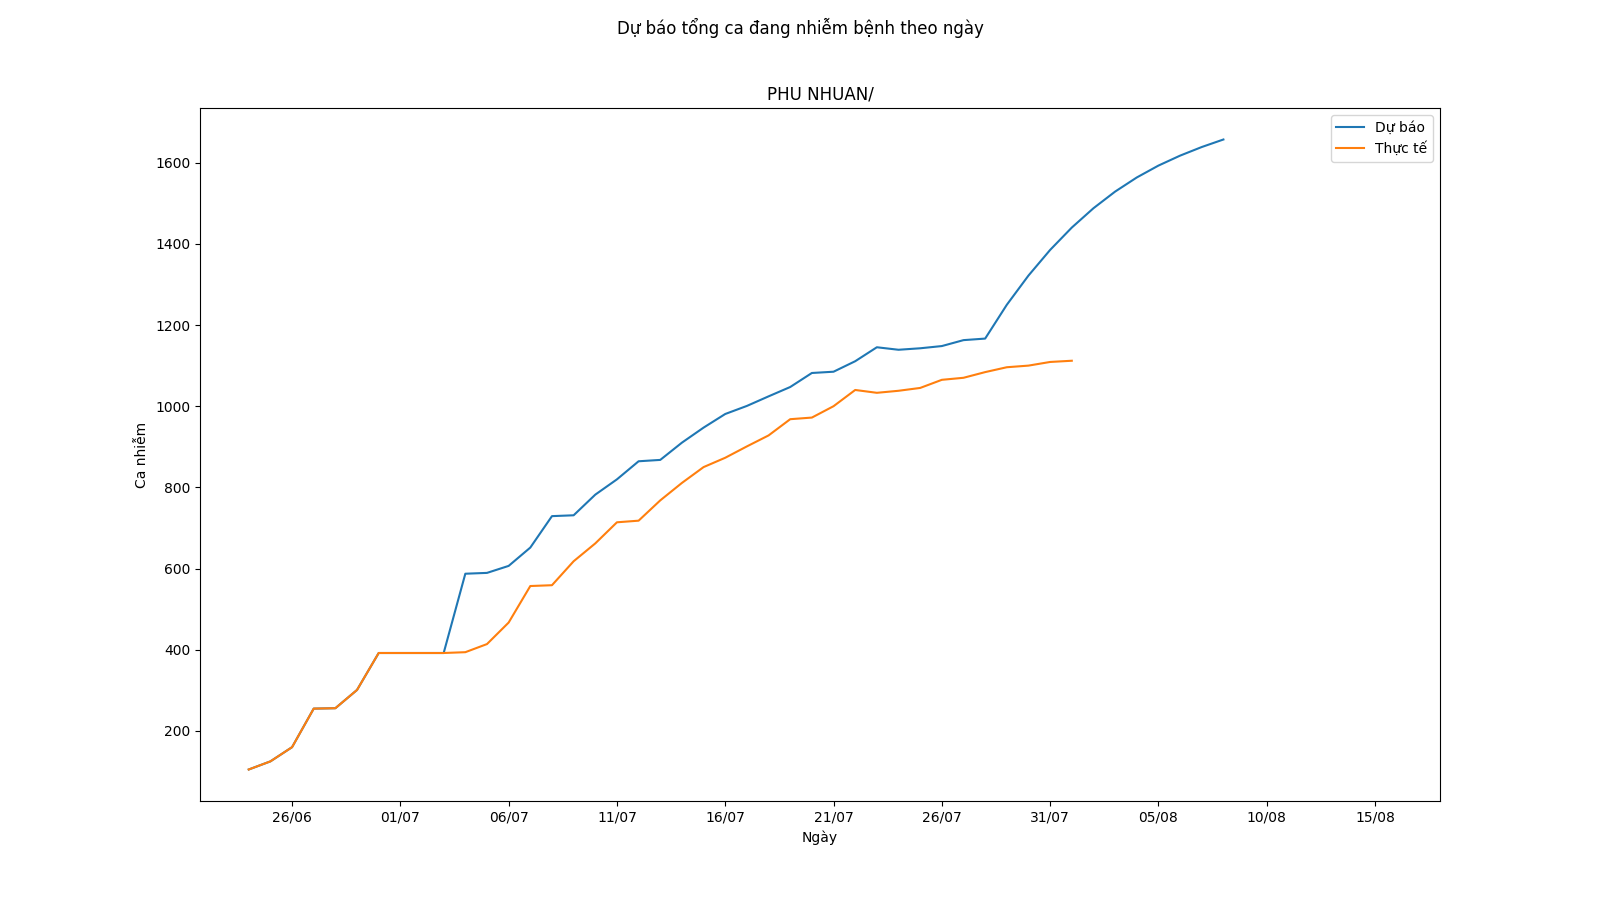 Dự báo tổng ca đang nhiễm bệnh theo ngày
PHU NHUAN/
Dự báo
Thực tế
1600
1400
1200
1000
800
600
400
200
Ca nhiễm
26/06 01/07 06/07 11/07 16/07 21/07 26/07 31/07 05/08 10/08 15/08
Ngày